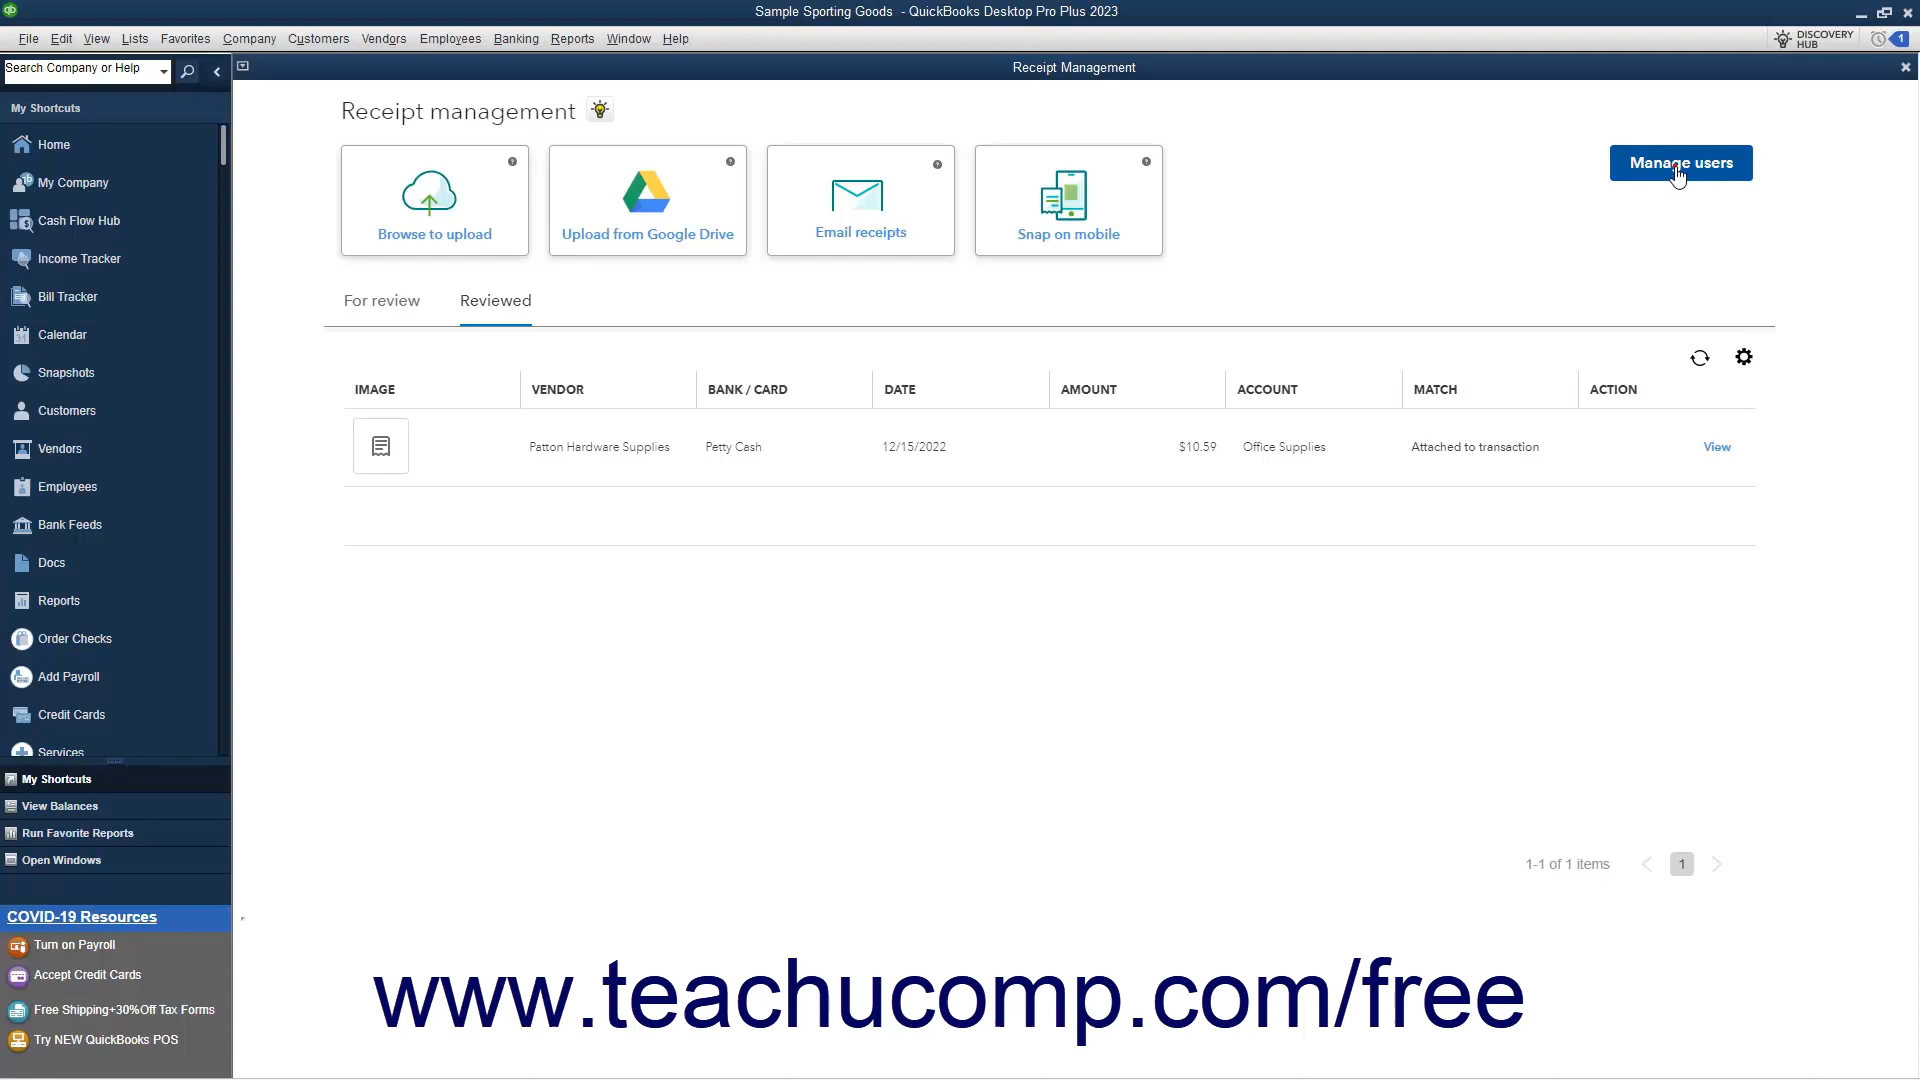 Sample Sporting Goods - QuickBooks Desktop Pro Plus 2023
File Edit View Lists Favorites Company Customers Vendors Employees Banking Reports Window Help
DISCOVERY HUB
1
Search Company or Help
Receipt Management
My Shortcuts
Home
My Company
Cash Flow Hub
Income Tracker
Bill Tracker
Calendar
Snapshots
Customers
Vendors
Employees
Bank Feeds
Docs
Reports
Order Checks
Add Payroll
Credit Cards
Services
My Shortcuts
View Balances
Run Favorite Reports
Open Windows
COVID-19 Resources
Turn on Payroll
Accept Credit Cards
Free Shipping+30%Off Tax Forms
Try NEW QuickBooks POS
Receipt management
Browse to upload
Upload from Google Drive
Email receipts
Snap on mobile
Manage users
For review Reviewed
IMAGE VENDOR BANK / CARD DATE AMOUNT ACCOUNT MATCH ACTION
Patton Hardware Supplies Petty Cash 12/15/2022 $10.59 Office Supplies Attached to transaction View
1-1 of 1 items 1
www.teachucomp.com/free